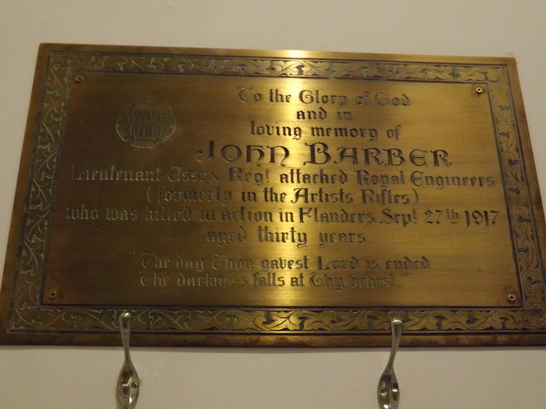 To the Glory of God
and in
loving memory of
JOHN BARBER
Lieutenant Essex Regt. attached Royal Engineers
(formerly in the Artists Rifles)
who was killed in action in Flanders Sept. 27th 1917
aged thirty years.
"The day Thou gavest Lord is ended
The darkness falls at Thy behest."